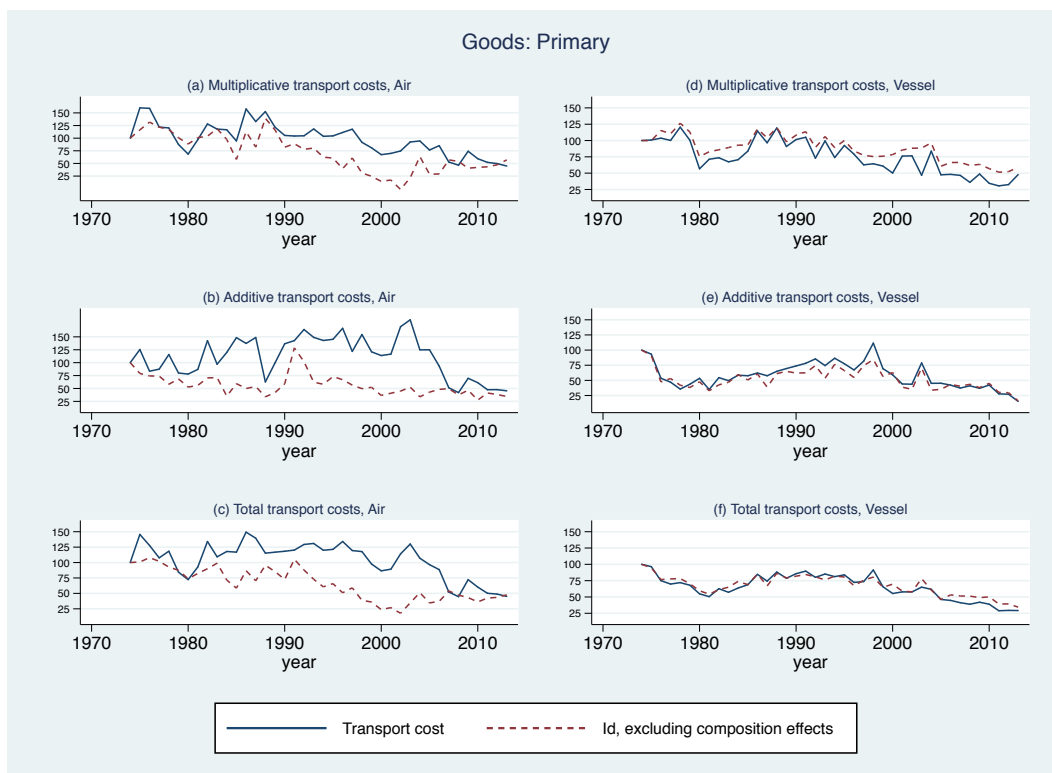 Goods: Primary
(a) Multiplicative transport costs, Air
150
125
100
75
50
25
1970 1980 1990 2000 2010
year
(d) Multiplicative transport costs, Vessel
150
125
100
75
50
25
1970 1980 1990 2000 2010
year
(b) Additive transport costs, Air
150
125
100
75
50
25
1970 1980 1990 2000 2010
year
(e) Additive transport costs, Vessel
150
125
100
75
50
25
1970 1980 1990 2000 2010
year
(c) Total transport costs, Air
150
125
100
75
50
25
1970 1980 1990 2000 2010
year
(f) Total transport costs, Vessel
150
125
100
75
50
25
1970 1980 1990 2000 2010
year
Transport cost Id, excluding composition effects